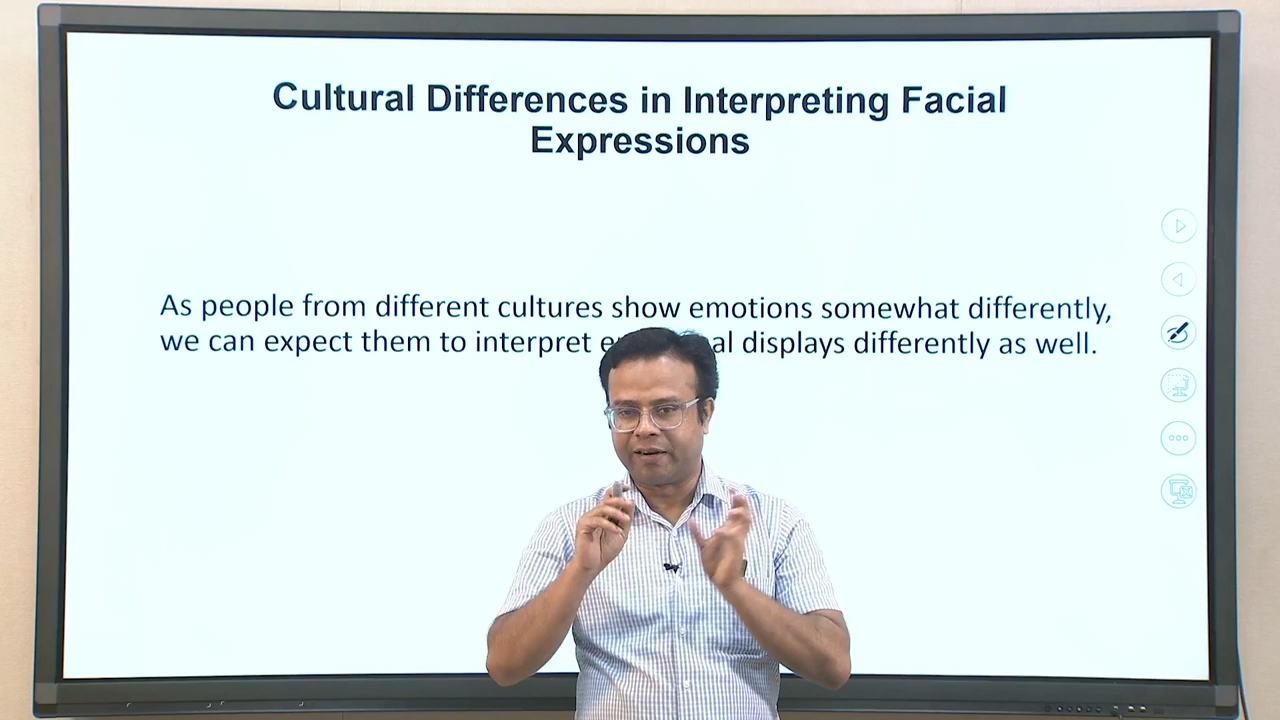 Cultural Differences in Interpreting Facial
Expressions
As people from different cultures show emotions somewhat differently,
we can expect them to interpret displays differently as well.